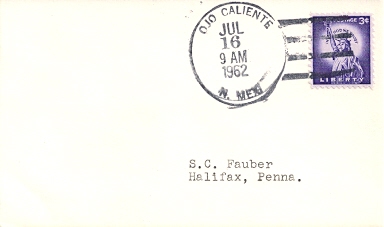 OJO CALIENTE
JUL
16
9 AM
1962
N. MEX
3¢
LIBERTY
S.C. Fauber
Halifax, Penna.